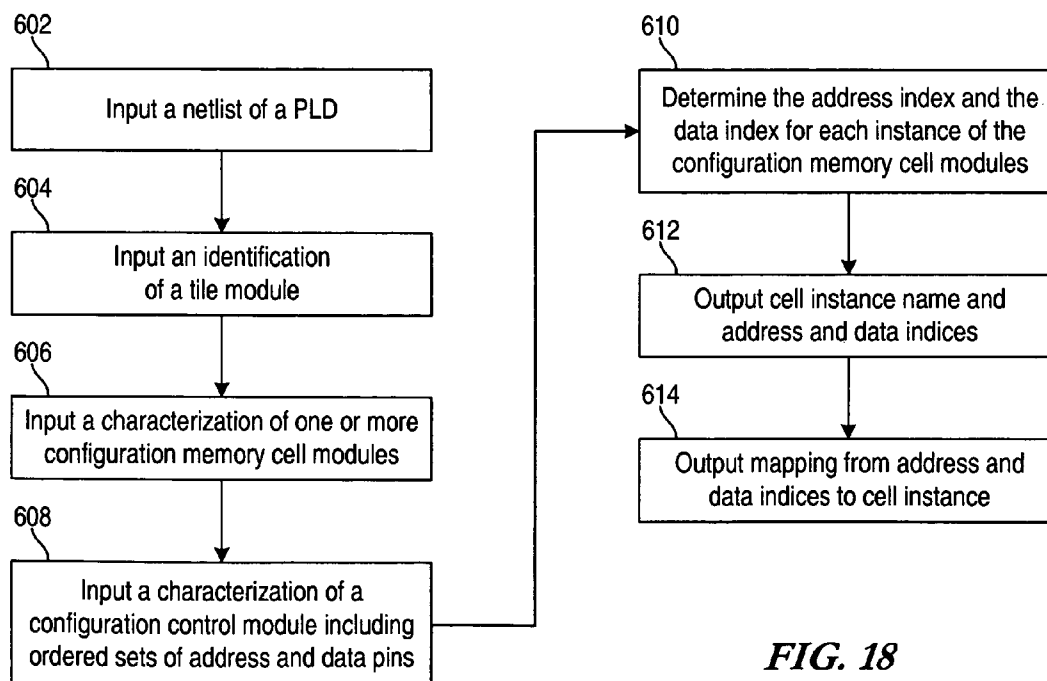 602
Input a netlist of a PLD
604
Input an identification
of a tile module
606
Input a characterization of one or more
configuration memory cell modules
608
Input a characterization of a
configuration control module including
ordered sets of address and data pins
610
Determine the address index and the
data index for each instance of the
configuration memory cell modules
612
Output cell instance name and
address and data indices
614
Output mapping from address and
data indices to cell instance
FIG. 18